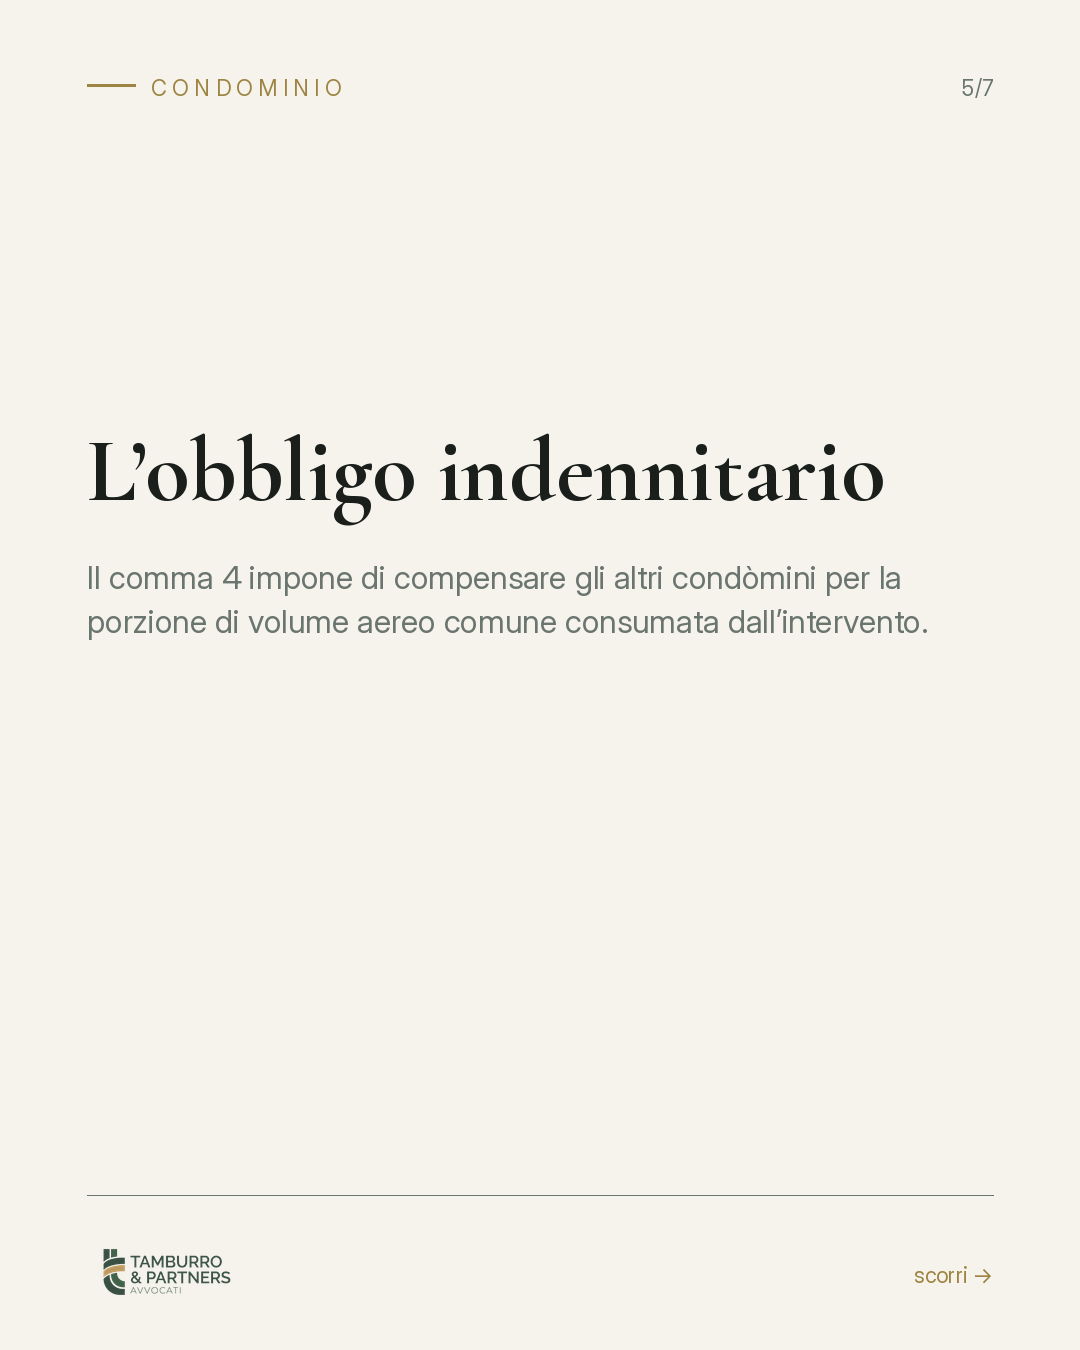 CONDOMINIO
5/7
L’obbligo indennitario
Il comma 4 impone di compensare gli altri condòmini per la
porzione di volume aereo comune consumata dall’intervento.
TAMBURRO
& PARTNERS
AVVOCATI
scorri →